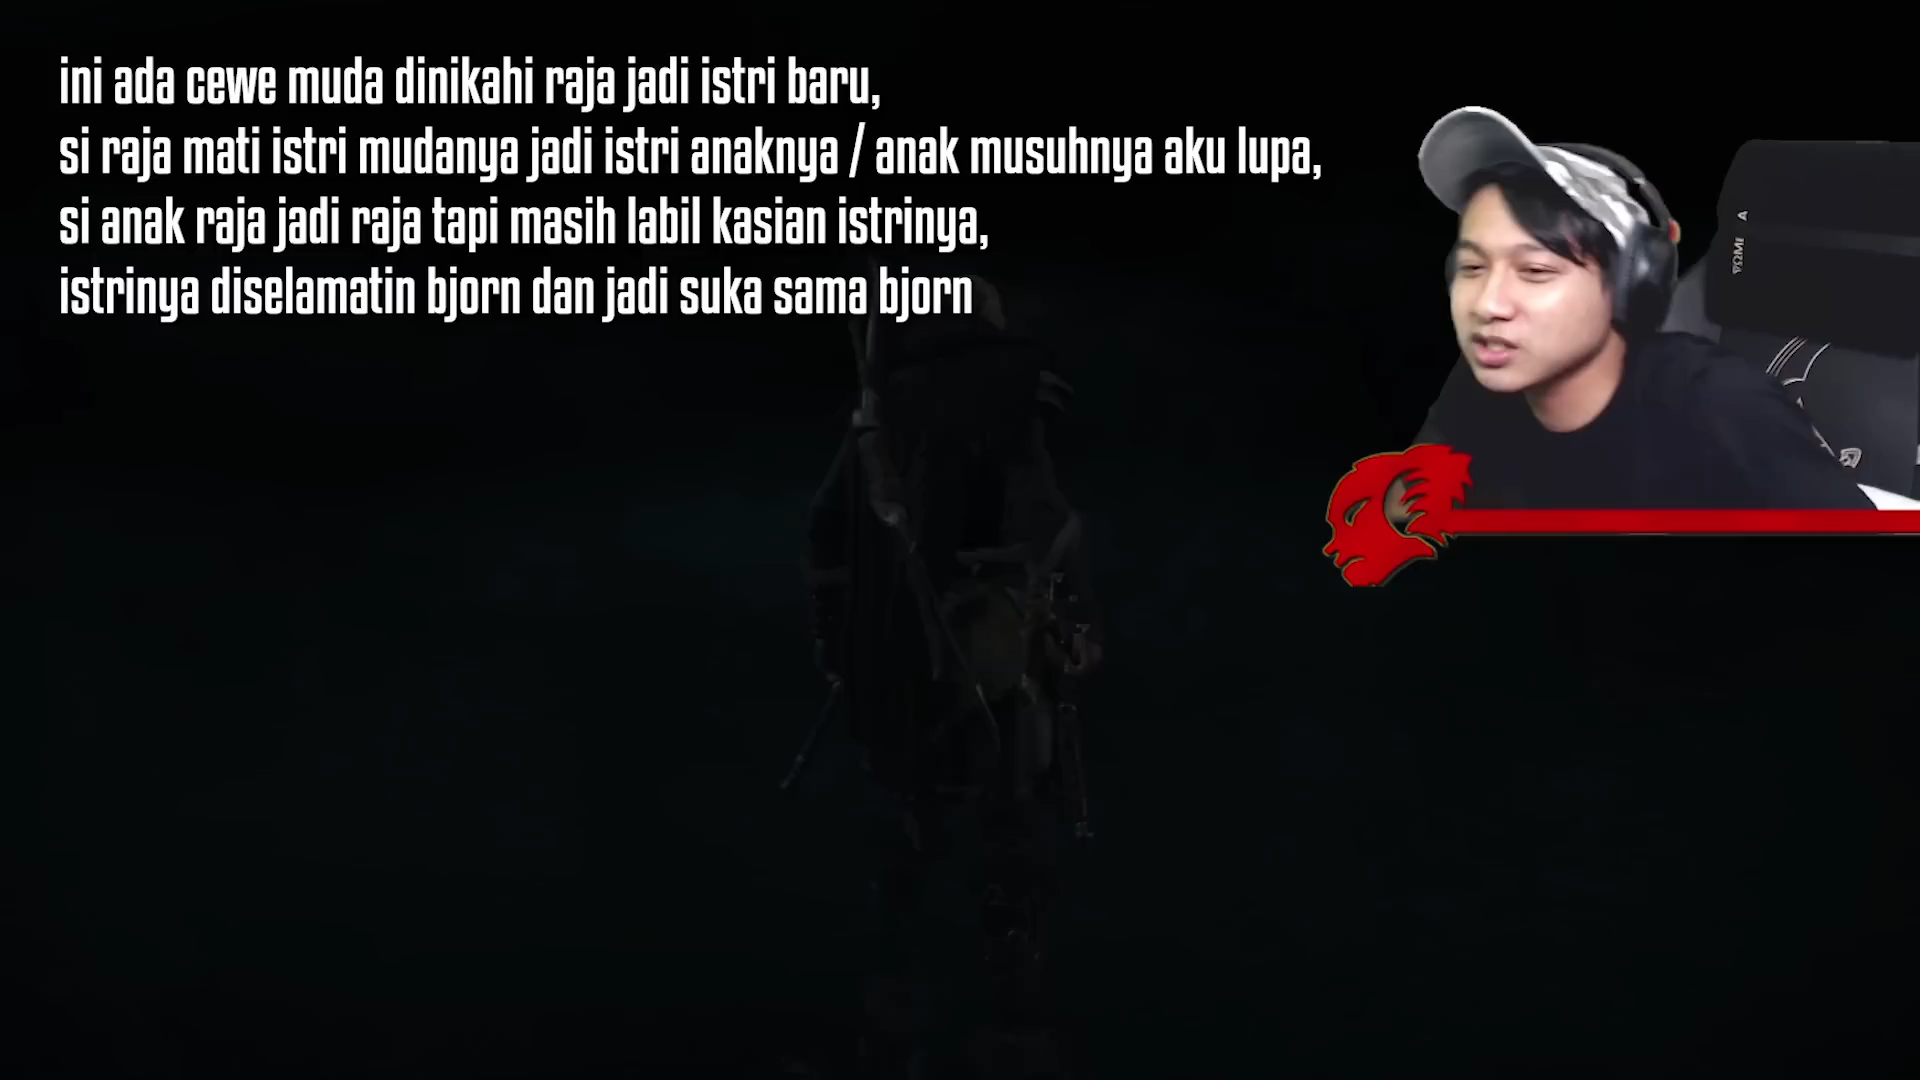 ini ada cewe muda dinikahi raja jadi istri baru,
si raja mati istri mudanya jadi istri anaknya / anak musuhnya aku lupa,
si anak raja jadi raja tapi masih labil kasian istrinya,
istrinya diselamatin bjorn dan jadi suka sama bjorn